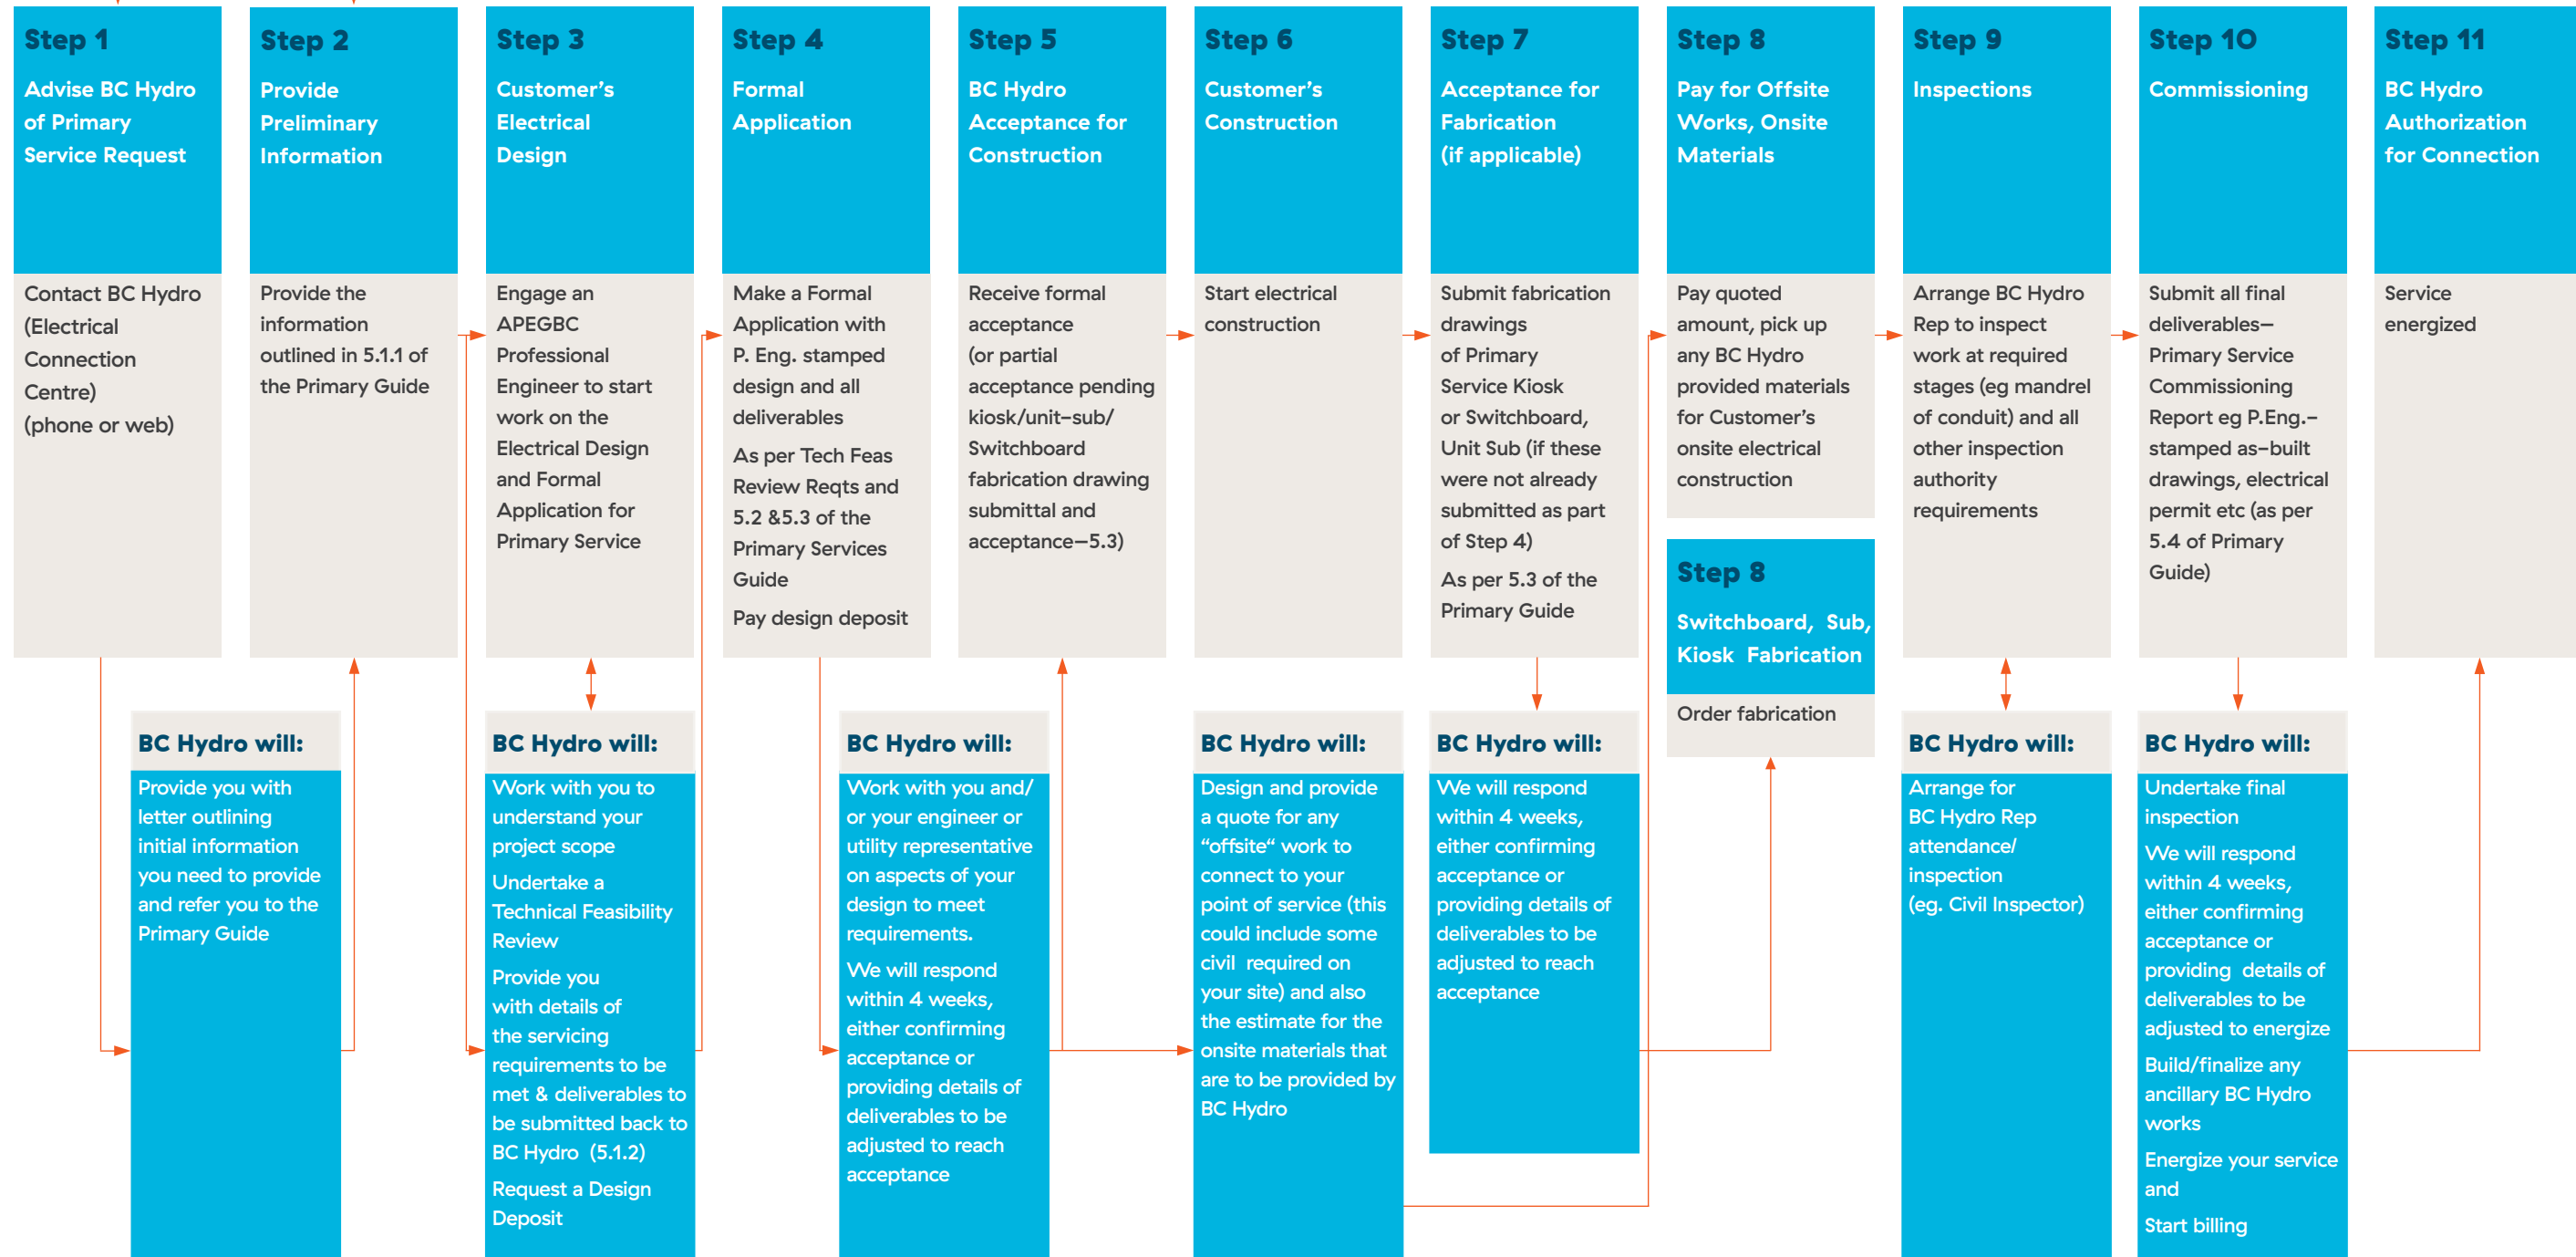 Step 1
Advise BC Hydro
of Primary
Service Request
Contact BC Hydro
(Electrical
Connection
Centre)
(phone or web)
Step 2
Provide
Preliminary
Information
Provide the
information
outlined in 5.1.1 of
the Primary Guide
Step 3
Customer’s
Electrical
Design
Engage an
APEGBC
Professional
Engineer to start
work on the
Electrical Design
and Formal
Application for
Primary Service
Step 4
Formal
Application
Make a Formal
Application with
P. Eng. stamped
design and all
deliverables
As per Tech Feas
Review Reqts and
5.2 &5.3 of the
Primary Services
Guide
Pay design deposit
Step 5
BC Hydro
Acceptance for
Construction
Receive formal
acceptance
(or partial
acceptance pending
kiosk/unit–sub/
Switchboard
fabrication drawing
submittal and
acceptance—5.3)
Step 6
Customer’s
Construction
Start electrical
construction
Step 7
Acceptance for
Fabrication
(if applicable)
Submit fabrication
drawings
of Primary
Service Kiosk
or Switchboard,
Unit Sub (if these
were not already
submitted as part
of Step 4)
As per 5.3 of the
Primary Guide
Step 8
Pay for Offsite
Works, Onsite
Materials
Pay quoted
amount, pick up
any BC Hydro
provided materials
for Customer’s
onsite electrical
construction
Step 8
Switchboard, Sub,
Kiosk Fabrication
Order fabrication
Step 9
Inspections
Arrange BC Hydro
Rep to inspect
work at required
stages (eg mandrel
of conduit) and all
other inspection
authority
requirements
Step 10
Commissioning
Submit all final
deliverables—
Primary Service
Commissioning
Report eg P.Eng.–
stamped as–built
drawings, electrical
permit etc (as per
5.4 of Primary
Guide)
Step 11
BC Hydro
Authorization
for Connection
Service
energized
BC Hydro will:
Provide you with
letter outlining
initial information
you need to provide
and refer you to the
Primary Guide
BC Hydro will:
Work with you to
understand your
project scope
Undertake a
Technical Feasibility
Review
Provide you
with details of
the servicing
requirements to be
met & deliverables to
be submitted back to
BC Hydro (5.1.2)
Request a Design
Deposit
BC Hydro will:
Work with you and/
or your engineer or
utility representative
on aspects of your
design to meet
requirements.
We will respond
within 4 weeks,
either confirming
acceptance or
providing details of
deliverables to be
adjusted to reach
acceptance
BC Hydro will:
Design and provide
a quote for any
“offsite“ work to
connect to your
point of service (this
could include some
civil required on
your site) and also
the estimate for the
onsite materials that
are to be provided by
BC Hydro
BC Hydro will:
We will respond
within 4 weeks,
either confirming
acceptance or
providing details of
deliverables to be
adjusted to reach
acceptance
BC Hydro will:
Arrange for
BC Hydro Rep
attendance/
inspection
(eg. Civil Inspector)
BC Hydro will:
Undertake final
inspection
We will respond
within 4 weeks,
either confirming
acceptance or
providing details of
deliverables to be
adjusted to energize
Build/finalize any
ancillary BC Hydro
works
Energize your service
and
Start billing